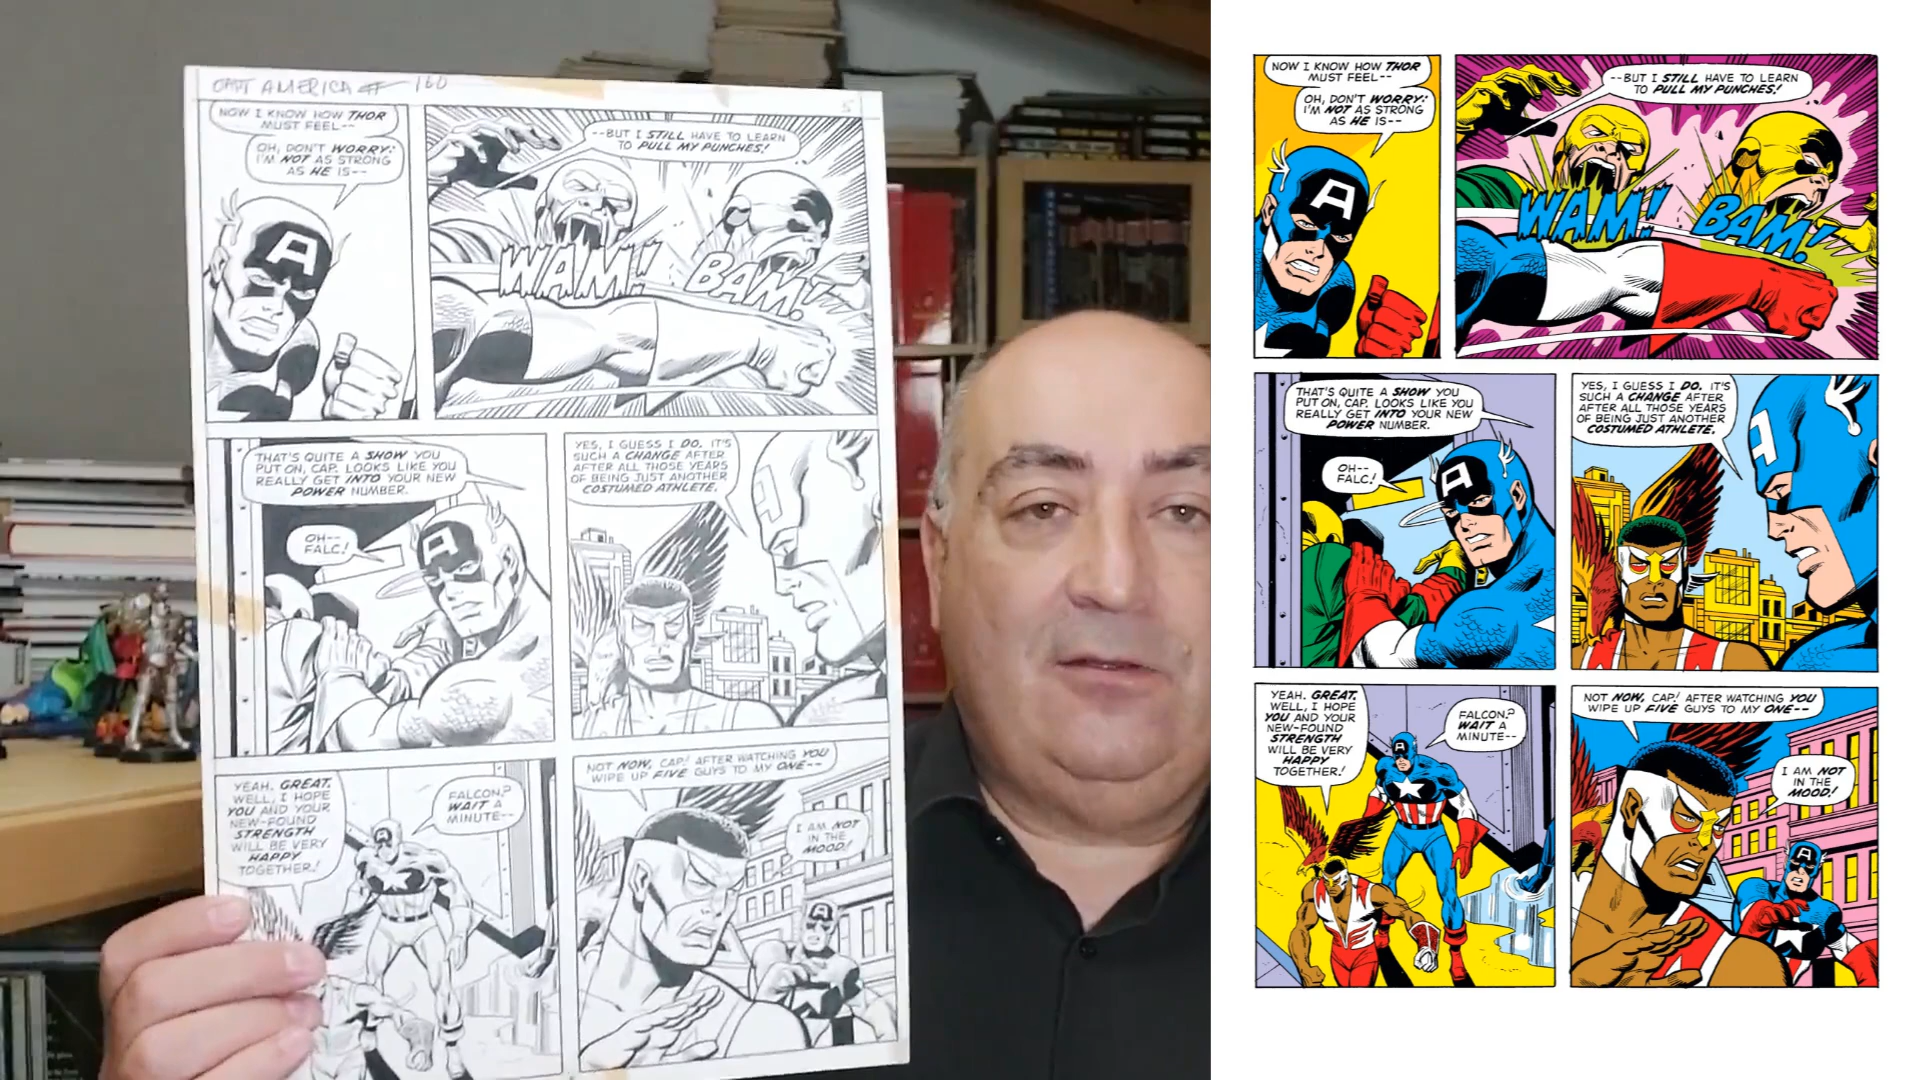 CAPT AMERICA # 160
5
NOW I KNOW HOW THOR
MUST FEEL--
OH, DON'T WORRY;
I'M NOT AS STRONG
AS HE IS--
--BUT I STILL HAVE TO LEARN
TO PULL MY PUNCHES!
WAM!
BAM!
THAT'S QUITE A SHOW YOU
PUT ON, CAP. LOOKS LIKE YOU
REALLY GET INTO YOUR NEW
POWER NUMBER.
OH--
FALC!
YES, I GUESS I DO. IT'S
SUCH A CHANGE AFTER
AFTER ALL THOSE YEARS
OF BEING JUST ANOTHER
COSTUMED ATHLETE.
YEAH. GREAT.
WELL, I HOPE
YOU AND YOUR
NEW-FOUND
STRENGTH
WILL BE VERY
HAPPY
TOGETHER!
FALCON?
WAIT A
MINUTE--
NOT NOW, CAP! AFTER WATCHING YOU
WIPE UP FIVE GUYS TO MY ONE--
I AM NOT
IN THE
MOOD!
NOW I KNOW HOW THOR
MUST FEEL--
OH, DON'T WORRY;
I'M NOT AS STRONG
AS HE IS--
--BUT I STILL HAVE TO LEARN
TO PULL MY PUNCHES!
WAM!
BAM!
THAT'S QUITE A SHOW YOU
PUT ON, CAP. LOOKS LIKE YOU
REALLY GET INTO YOUR NEW
POWER NUMBER.
OH--
FALC!
YES, I GUESS I DO. IT'S
SUCH A CHANGE AFTER
AFTER ALL THOSE YEARS
OF BEING JUST ANOTHER
COSTUMED ATHLETE.
YEAH. GREAT.
WELL, I HOPE
YOU AND YOUR
NEW-FOUND
STRENGTH
WILL BE VERY
HAPPY
TOGETHER!
FALCON?
WAIT A
MINUTE--
NOT NOW, CAP! AFTER WATCHING YOU
WIPE UP FIVE GUYS TO MY ONE--
I AM NOT
IN THE
MOOD!